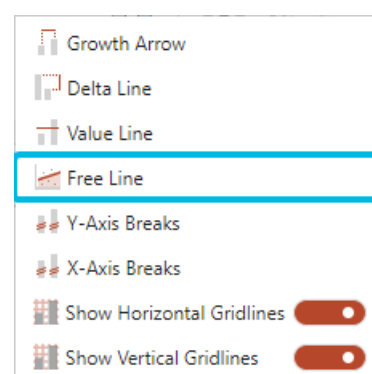 Growth Arrow
Delta Line
Value Line
Free Line
Y-Axis Breaks
X-Axis Breaks
Show Horizontal Gridlines
Show Vertical Gridlines